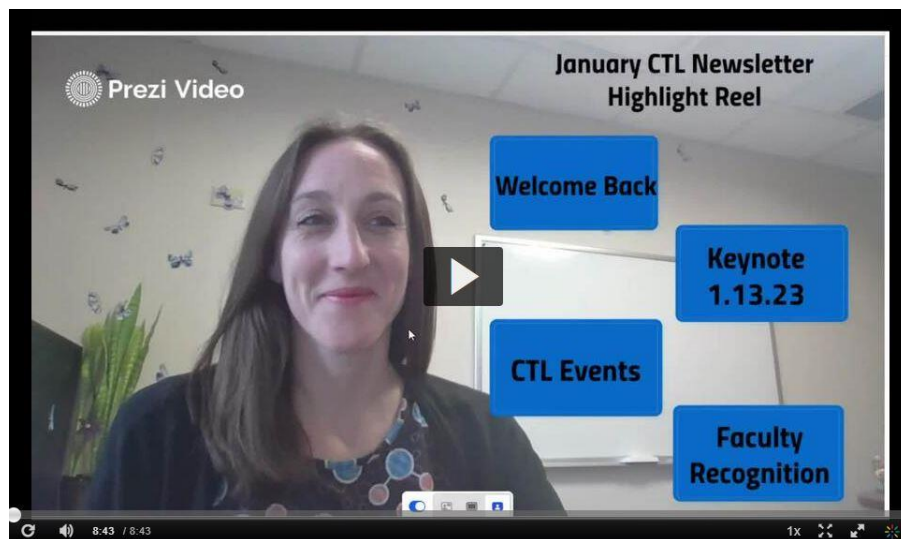 Prezi Video
January CTL Newsletter
Highlight Reel
Welcome Back
Keynote
1.13.23
CTL Events
Faculty
Recognition
8:43 / 8:43
1x